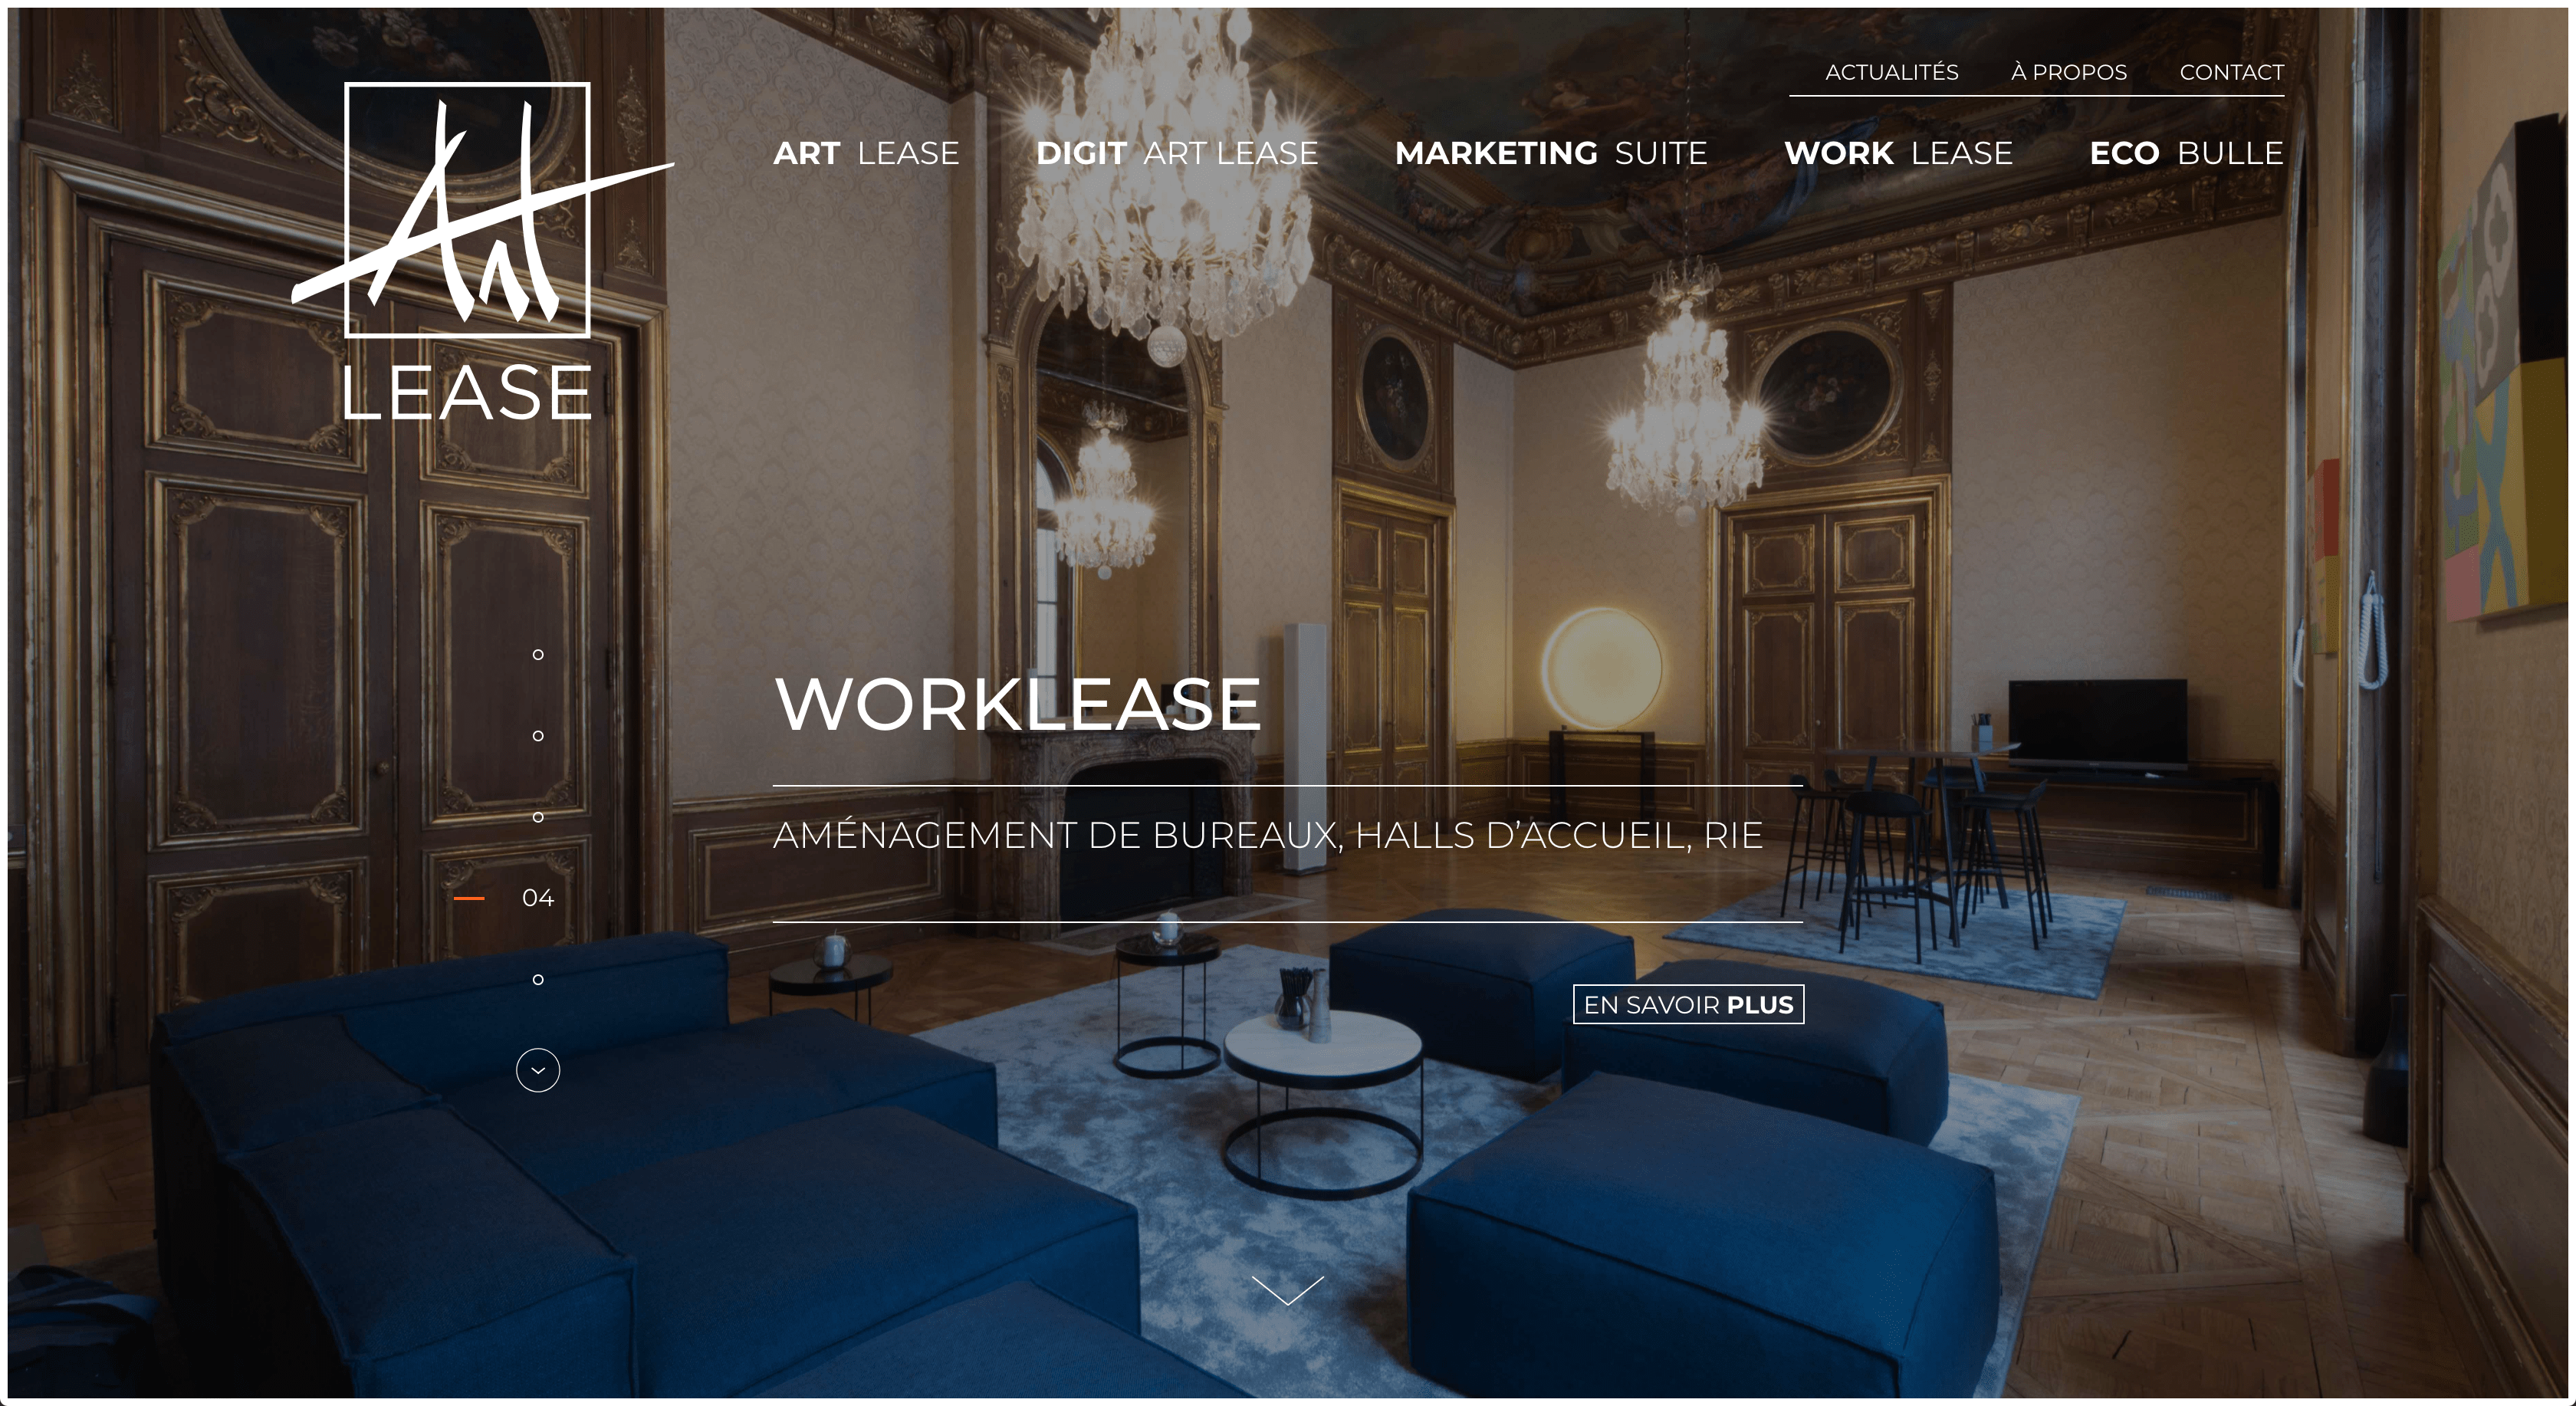 ACTUALITÉS À PROPOS CONTACT
Art
LEASE
ART LEASE DIGIT ART LEASE MARKETING SUITE WORK LEASE ECO BULLE
WORKLEASE
AMÉNAGEMENT DE BUREAUX, HALLS D’ACCUEIL, RIE
04
EN SAVOIR PLUS